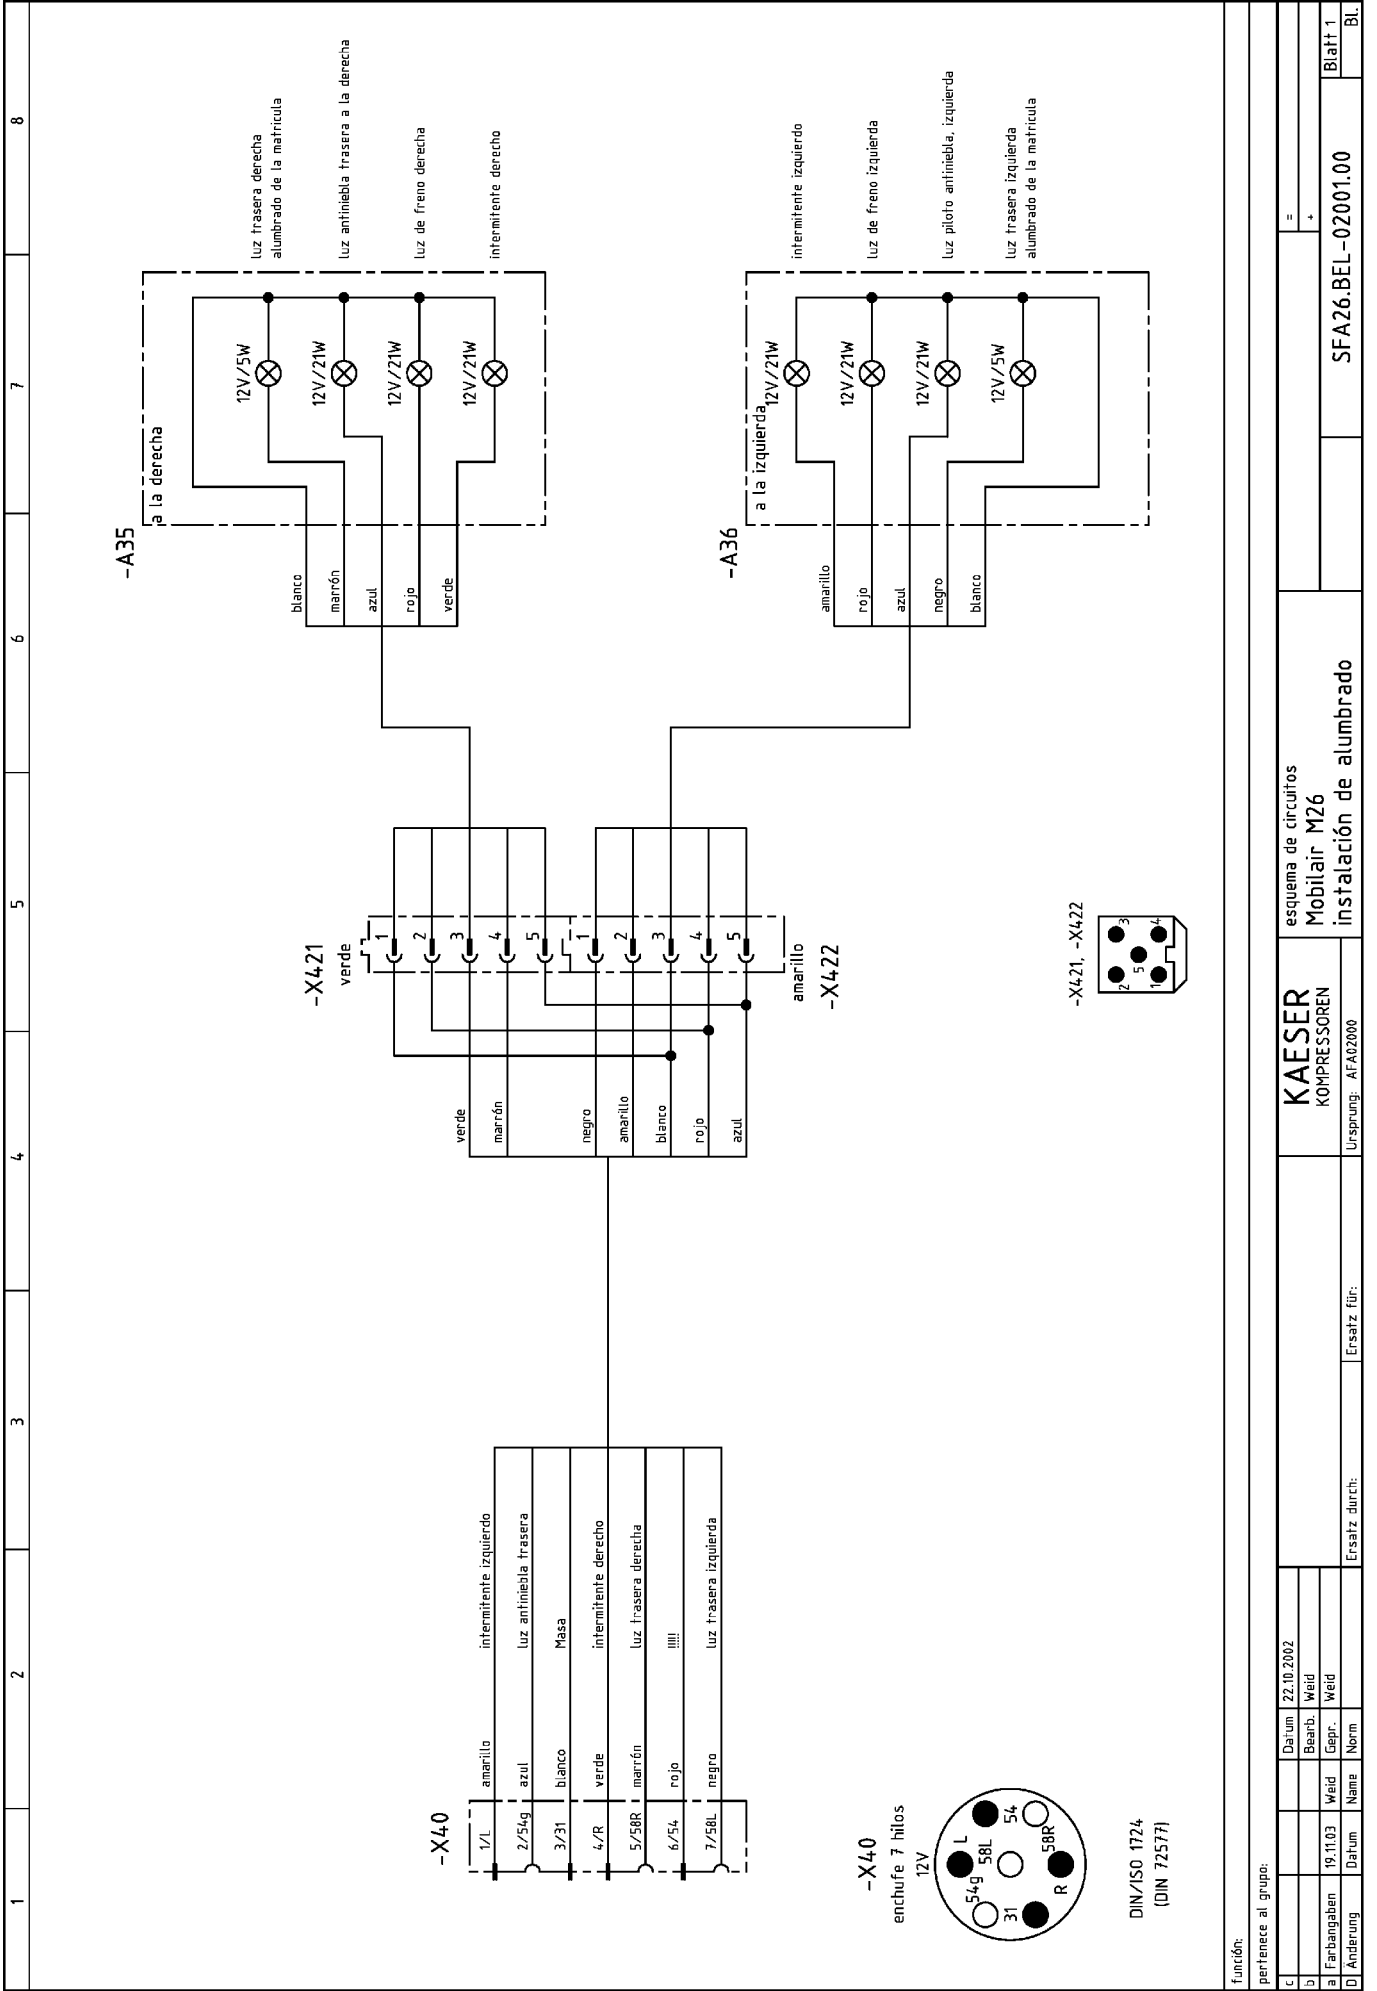 1 2 3 4 5 6 7 8
-A35
a la derecha
12V/5W
luz trasera derecha
alumbrado de la matricula
12V/21W
luz antiniebla trasera a la derecha
12V/21W
luz de freno derecha
12V/21W
intermitente derecho
blanco
marrón
azul
rojo
verde
-A36
a la izquierda
12V/21W
intermitente izquierdo
12V/21W
luz de freno izquierda
12V/21W
luz piloto antiniebla, izquierda
12V/5W
luz trasera izquierda
alumbrado de la matricula
amarillo
rojo
azul
negro
blanco
-X421
verde
1
2
3
4
5
1
2
3
4
5
amarillo
-X422
verde
marrón
negro
amarillo
blanco
rojo
azul
-X40
1/L amarillo intermitente izquierdo
2/54g azul luz antiniebla trasera
3/31 blanco Masa
4/R verde intermitente derecho
5/58R marrón luz trasera derecha
6/54 rojo !!!!!
7/58L negro luz trasera izquierda
-X40
enchufe 7 hilos
12V
L
54g 58L
31 54
R 58R
DIN/ISO 1724
(DIN 72577)
-X421, -X422
2 3
5
1 4
función:
pertenece al grupo:
c Datum 22.10.2002
b Bearb. Weid
a Farbangaben 19.11.03 Weid Gepr. Weid
D Änderung Datum Name Norm
Ersatz durch: Ersatz für: Ursprung: AFA02000
KAESER
KOMPRESSOREN
esquema de circuitos
Mobilair M26
instalación de alumbrado
=
+
SFA26.BEL-02001.00
Blatt 1
Bl.